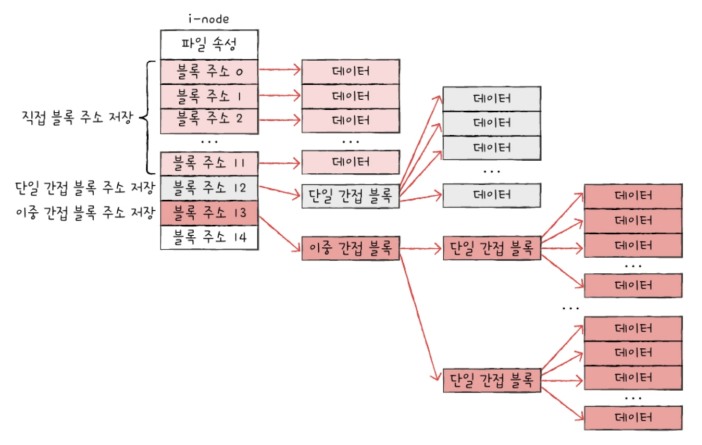 i-node
파일 속성
직접 블록 주소 저장
블록 주소 0
데이터
블록 주소 1
데이터
블록 주소 2
데이터
...
...
블록 주소 11
데이터
단일 간접 블록 주소 저장
블록 주소 12
단일 간접 블록
데이터
데이터
데이터
...
데이터
이중 간접 블록 주소 저장
블록 주소 13
이중 간접 블록
단일 간접 블록
데이터
데이터
데이터
...
데이터
블록 주소 14
...
단일 간접 블록
데이터
데이터
데이터
...
데이터